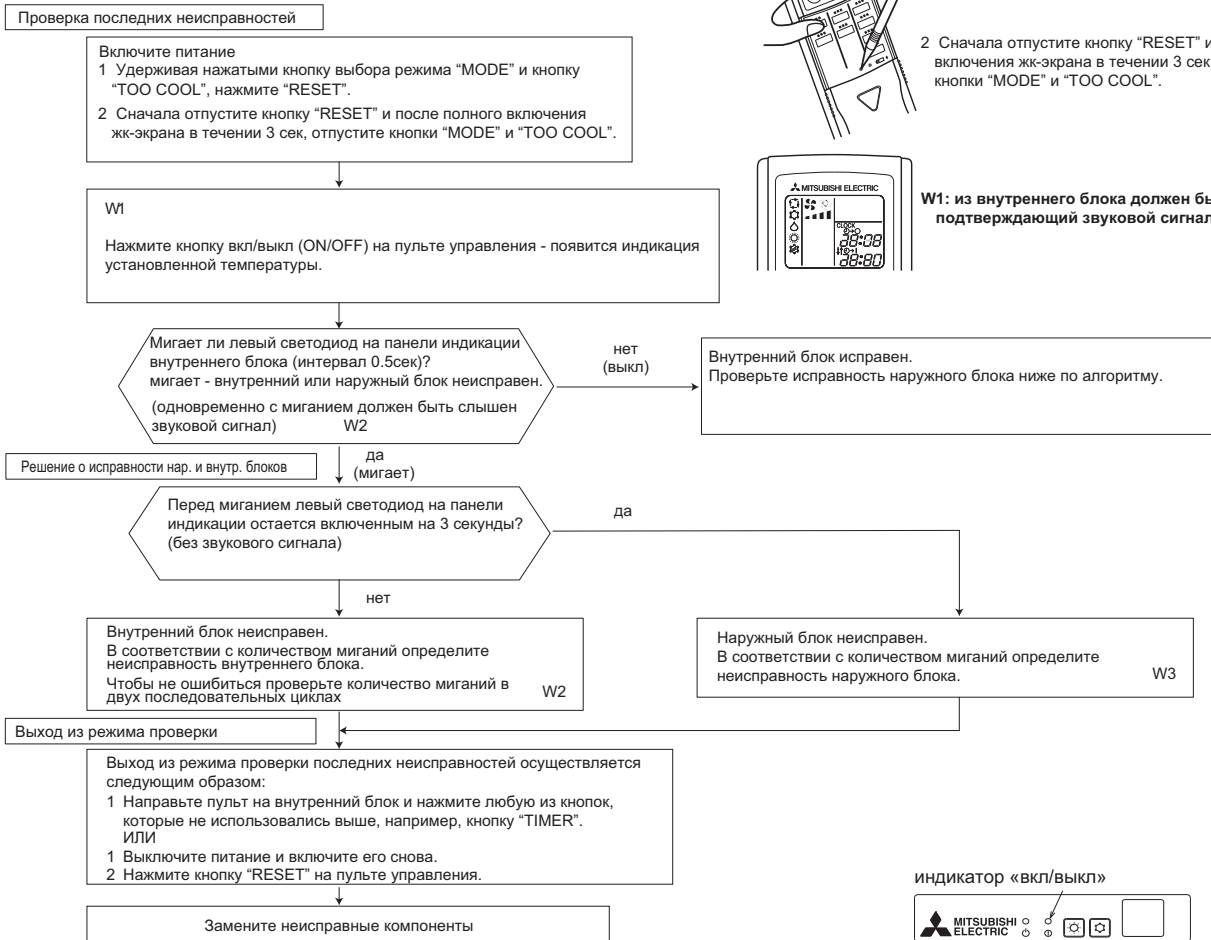 Проверка последних неисправностей
Включите питание
1 Удерживая нажатыми кнопку выбора режима “MODE” и кнопку
“TOO COOL”, нажмите “RESET”.
2 Сначала отпустите кнопку “RESET” и после полного включения
жк-экрана в течении 3 сек, отпустите кнопки “MODE” и “TOO COOL”.
2 Сначала отпустите кнопку “RESET” и
включения жк-экрана в течении 3 сек
кнопки “MODE” и “TOO COOL”.
MITSUBISHI ELECTRIC
CLOCK
88:08
88:80
W1: из внутреннего блока должен бы
подтверждающий звуковой сигнал
W1
Нажмите кнопку вкл/выкл (ON/OFF) на пульте управления - появится индикация
установленной температуры.
Мигает ли левый светодиод на панели индикации
внутреннего блока (интервал 0.5сек)?
мигает - внутренний или наружный блок неисправен.
(одновременно с миганием должен быть слышен
звуковой сигнал) W2
нет
(выкл)
Внутренний блок исправен.
Проверьте исправность наружного блока ниже по алгоритму.
да
(мигает)
Решение о исправности нар. и внутр. блоков
Перед миганием левый светодиод на панели
индикации остается включенным на 3 секунды?
(без звукового сигнала)
да
нет
Внутренний блок неисправен.
В соответствии с количеством миганий определите
неисправность внутреннего блока.
Чтобы не ошибиться проверьте количество миганий в
двух последовательных циклах W2
Наружный блок неисправен.
В соответствии с количеством миганий определите
неисправность наружного блока. W3
Выход из режима проверки
Выход из режима проверки последних неисправностей осуществляется
следующим образом:
1 Направьте пульт на внутренний блок и нажмите любую из кнопок,
которые не использовались выше, например, кнопку “TIMER”.
ИЛИ
1 Выключите питание и включите его снова.
2 Нажмите кнопку “RESET” на пульте управления.
Замените неисправные компоненты
индикатор «вкл/выкл»
MITSUBISHI
ELECTRIC